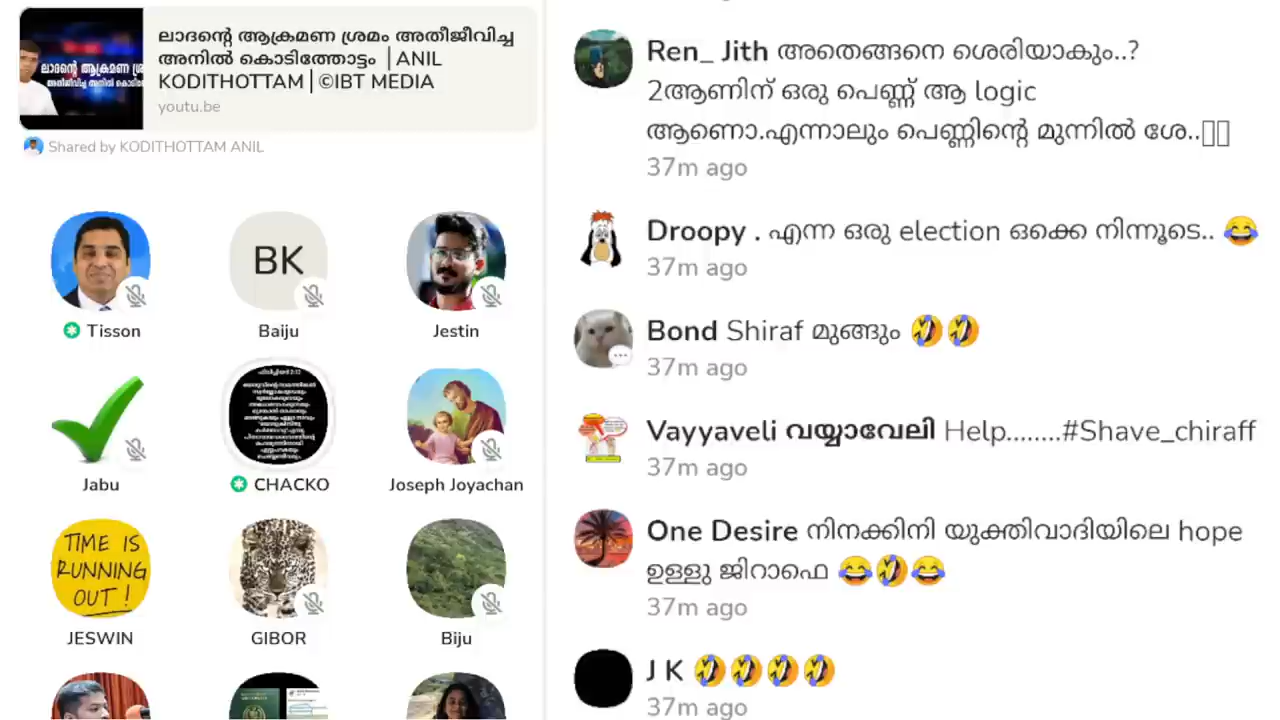 ലാദന്റെ ആക്രമണ ശ്രമം അതീജീവിച്ച
അനിൽ കൊടിത്തോട്ടം | ANIL
KODITHOTTAM | ©IBT MEDIA
youtu.be
Shared by KODITHOTTAM ANIL
Tisson
BK
Baiju
Jestin
Jabu
CHACKO
Joseph Joyachan
TIME IS
RUNNING
OUT !
JESWIN
GIBOR
Biju
Ren_ Jith അതെങ്ങനെ ശെരിയാകും..?
2ആണിന് ഒരു പെണ്ണ് ആ logic
ആണൊ.എന്നാലും പെണ്ണിന്റെ മുന്നിൽ ശേ..
37m ago
Droopy . എന്ന ഒരു election ഒക്കെ നിന്നൂടെ.. 😂
37m ago
Bond Shiraf മുങ്ങും 🤣🤣
37m ago
Vayyaveli വയ്യാവേലി Help........#Shave_chiraff
37m ago
One Desire നിനക്കിനി യുക്തിവാദിയിലെ hope
ഉള്ളു ജിറാഫെ 😂🤣😂
37m ago
J K 🤣🤣🤣🤣
37m ago